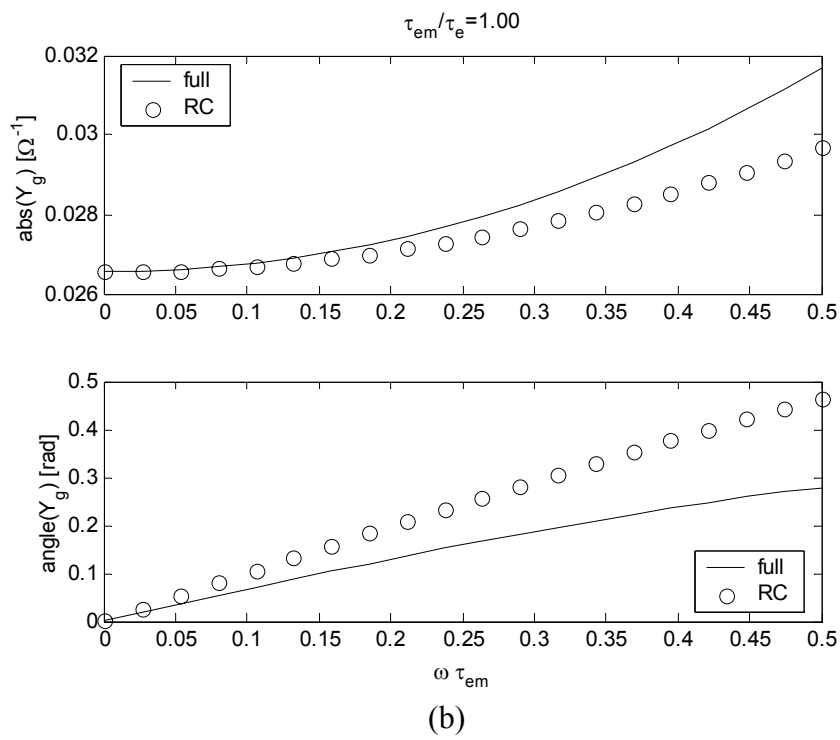 τem/τe=1.00
0.032
0.03
0.028
0.026
abs(Yg) [Ω-1]
full
RC
0 0.05 0.1 0.15 0.2 0.25 0.3 0.35 0.4 0.45 0.5
0.5
0.4
0.3
0.2
0.1
0
angle(Yg) [rad]
full
RC
0 0.05 0.1 0.15 0.2 0.25 0.3 0.35 0.4 0.45 0.5
ω τem
(b)